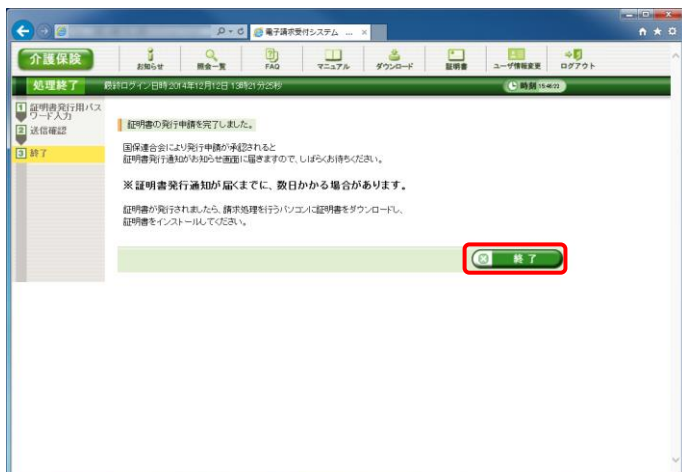 電子請求受付システム ...
介護保険
お知らせ
照会一覧
FAQ
マニュアル
ダウンロード
証明書
ユーザ情報変更
ログアウト
処理終了
最終ログイン日時 2014年12月12日 13時21分25秒
時刻 15:48:23
1 証明書発行用パス
ワード入力
2 送信確認
3 終了
証明書の発行申請を完了しました。
国保連合会により発行申請が承認されると
証明書発行通知がお知らせ画面に届きますので、しばらくお待ちください。
※証明書発行通知が届くまでに、数日かかる場合があります。
証明書が発行されましたら、請求処理を行うパソコンに証明書をダウンロードし、
証明書をインストールしてください。
終了